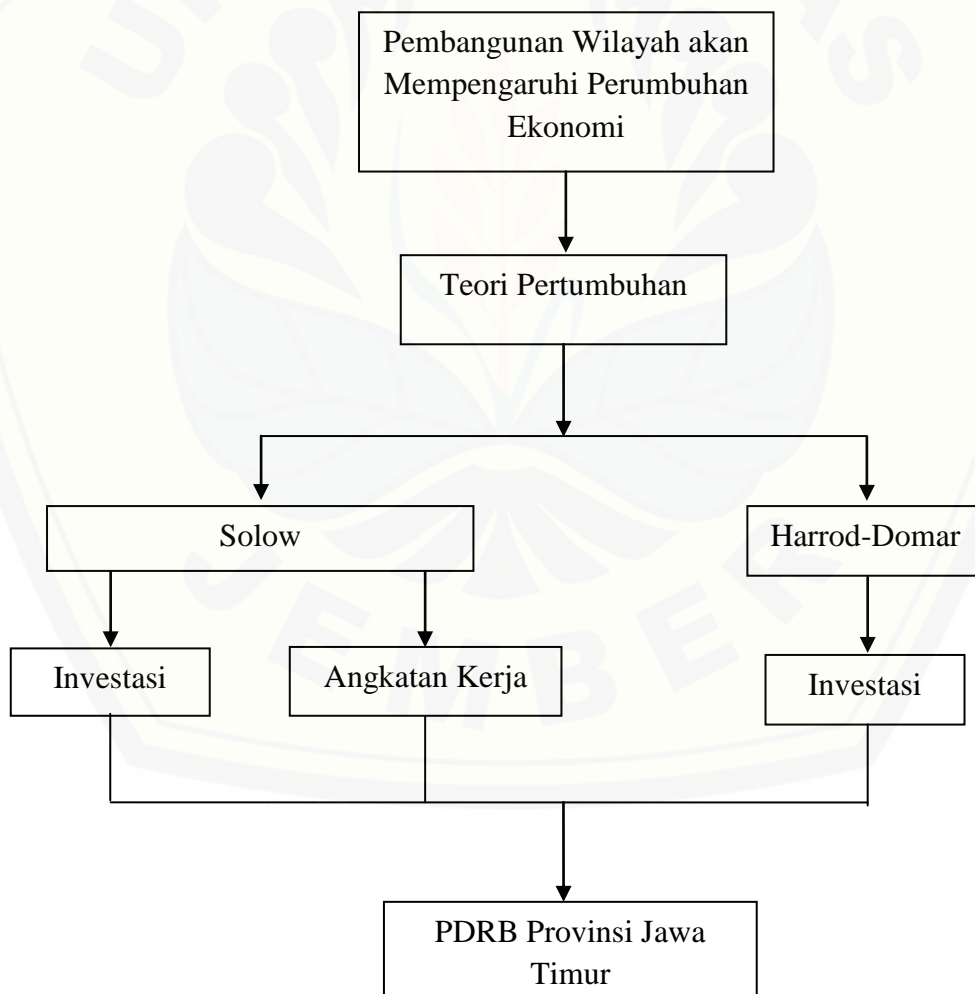 Pembangunan Wilayah akan
Mempengaruhi Perumbuhan
Ekonomi
Teori Pertumbuhan
Solow
Harrod-Domar
Investasi
Angkatan Kerja
Investasi
PDRB Provinsi Jawa
Timur
JEMBER